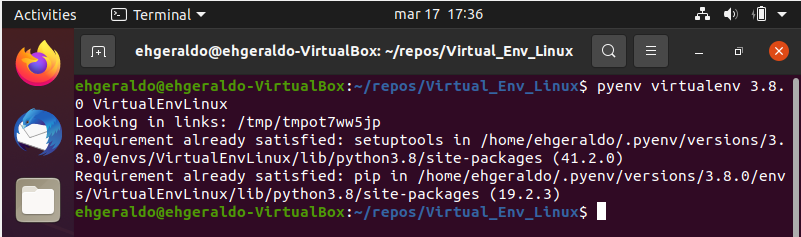 Activities Terminal mar 17 17:36
ehgeraldo@ehgeraldo-VirtualBox: ~/repos/Virtual_Env_Linux
ehgeraldo@ehgeraldo-VirtualBox:~/repos/Virtual_Env_Linux$ pyenv virtualenv 3.8.
0 VirtualEnvLinux
Looking in links: /tmp/tmpot7ww5jp
Requirement already satisfied: setuptools in /home/ehgeraldo/.pyenv/versions/3.
8.0/envs/VirtualEnvLinux/lib/python3.8/site-packages (41.2.0)
Requirement already satisfied: pip in /home/ehgeraldo/.pyenv/versions/3.8.0/env
s/VirtualEnvLinux/lib/python3.8/site-packages (19.2.3)
ehgeraldo@ehgeraldo-VirtualBox:~/repos/Virtual_Env_Linux$